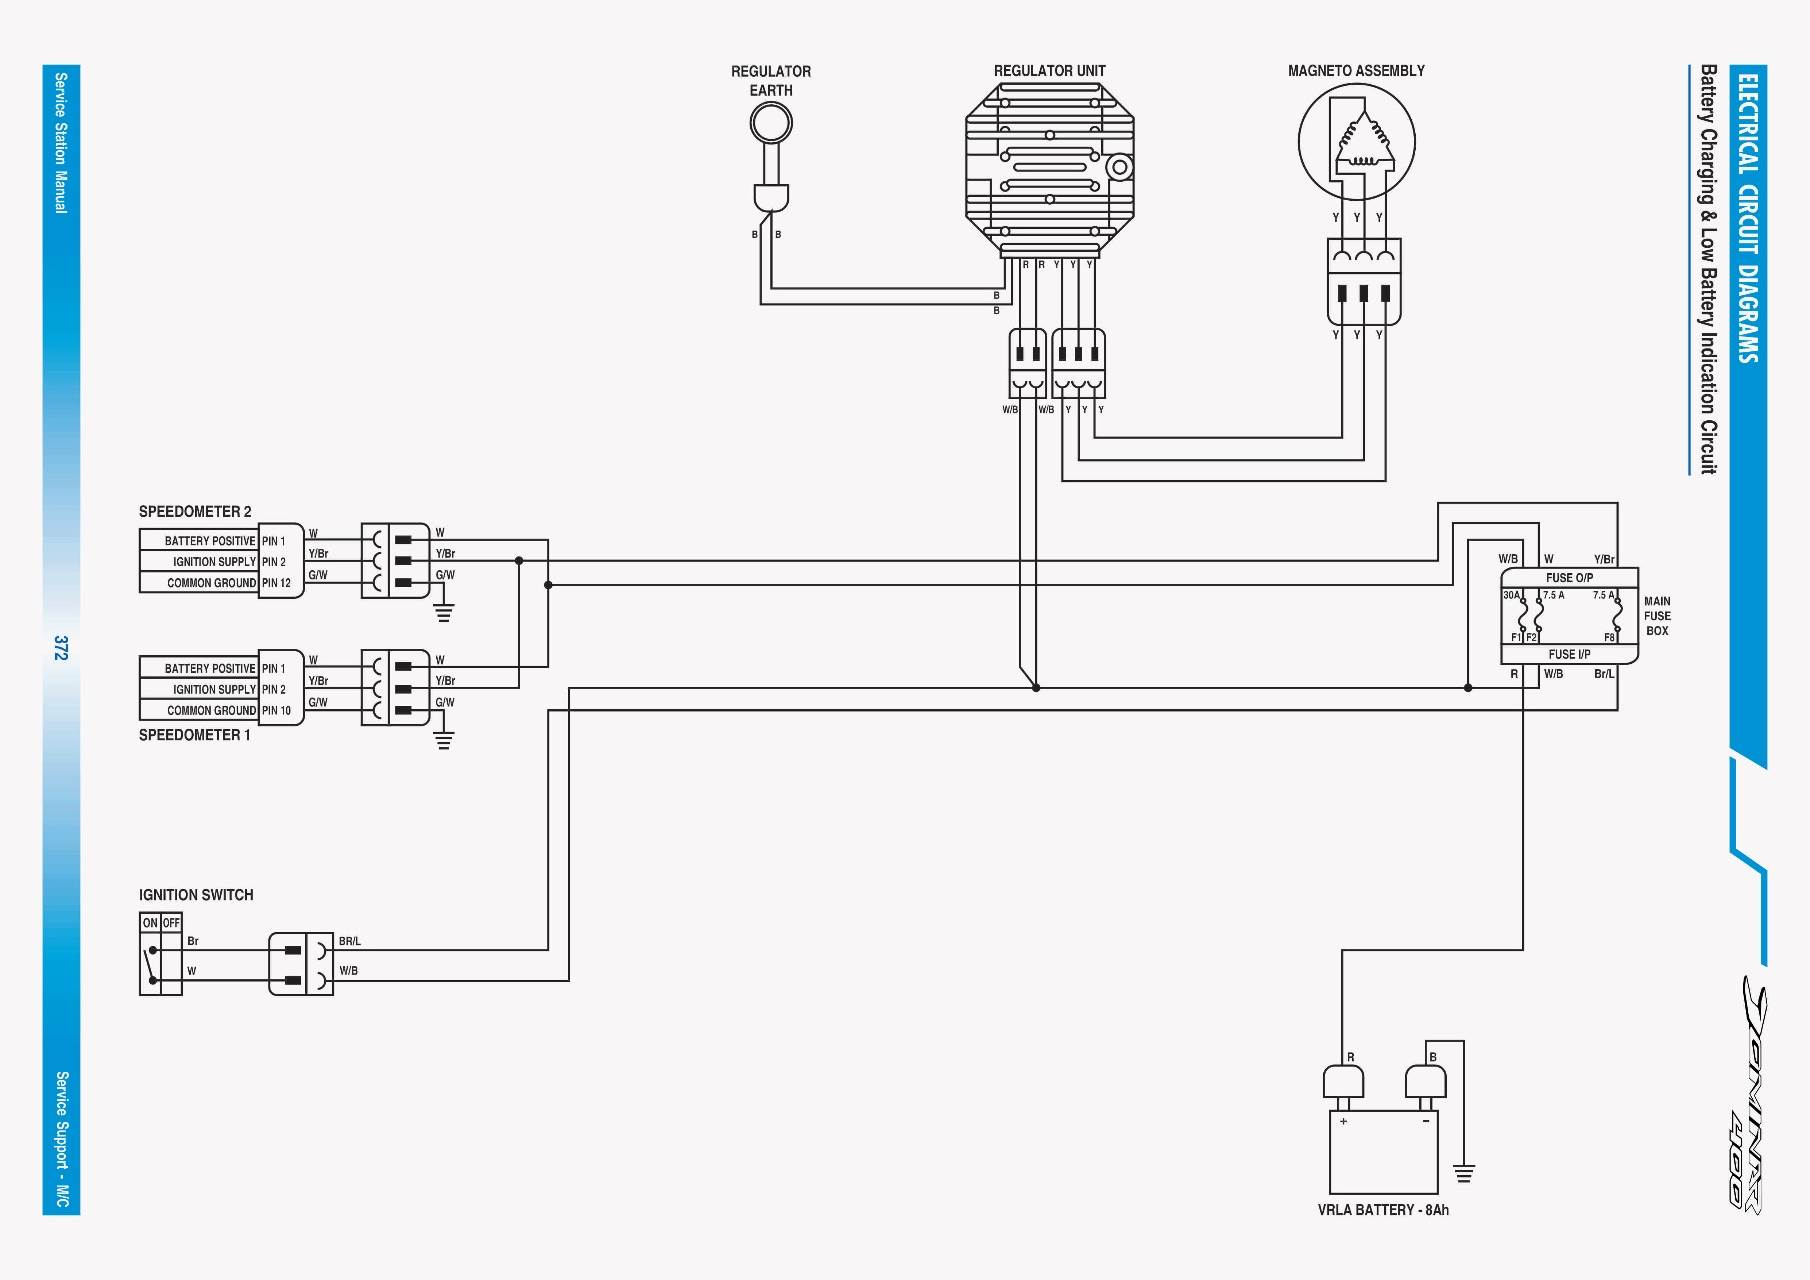 ELECTRICAL CIRCUIT DIAGRAMS
Battery Charging & Low Battery Indication Circuit
REGULATOR
EARTH
B B
B
B
REGULATOR UNIT
R R Y Y Y
W/B W/B Y Y Y
MAGNETO ASSEMBLY
Y Y Y
Y Y Y
SPEEDOMETER 2
BATTERY POSITIVE PIN 1 W W
IGNITION SUPPLY PIN 2 Y/Br Y/Br
COMMON GROUND PIN 12 G/W G/W
BATTERY POSITIVE PIN 1 W W
IGNITION SUPPLY PIN 2 Y/Br Y/Br
COMMON GROUND PIN 10 G/W G/W
SPEEDOMETER 1
W/B W Y/Br
FUSE O/P
30A 7.5 A 7.5 A
F1 F2 F8
FUSE I/P
R W/B Br/L
MAIN
FUSE
BOX
IGNITION SWITCH
ON OFF
Br BR/L
W W/B
R B
+ -
VRLA BATTERY - 8Ah
Service Station Manual
372
Service Support - M/C
DOMINAR
400